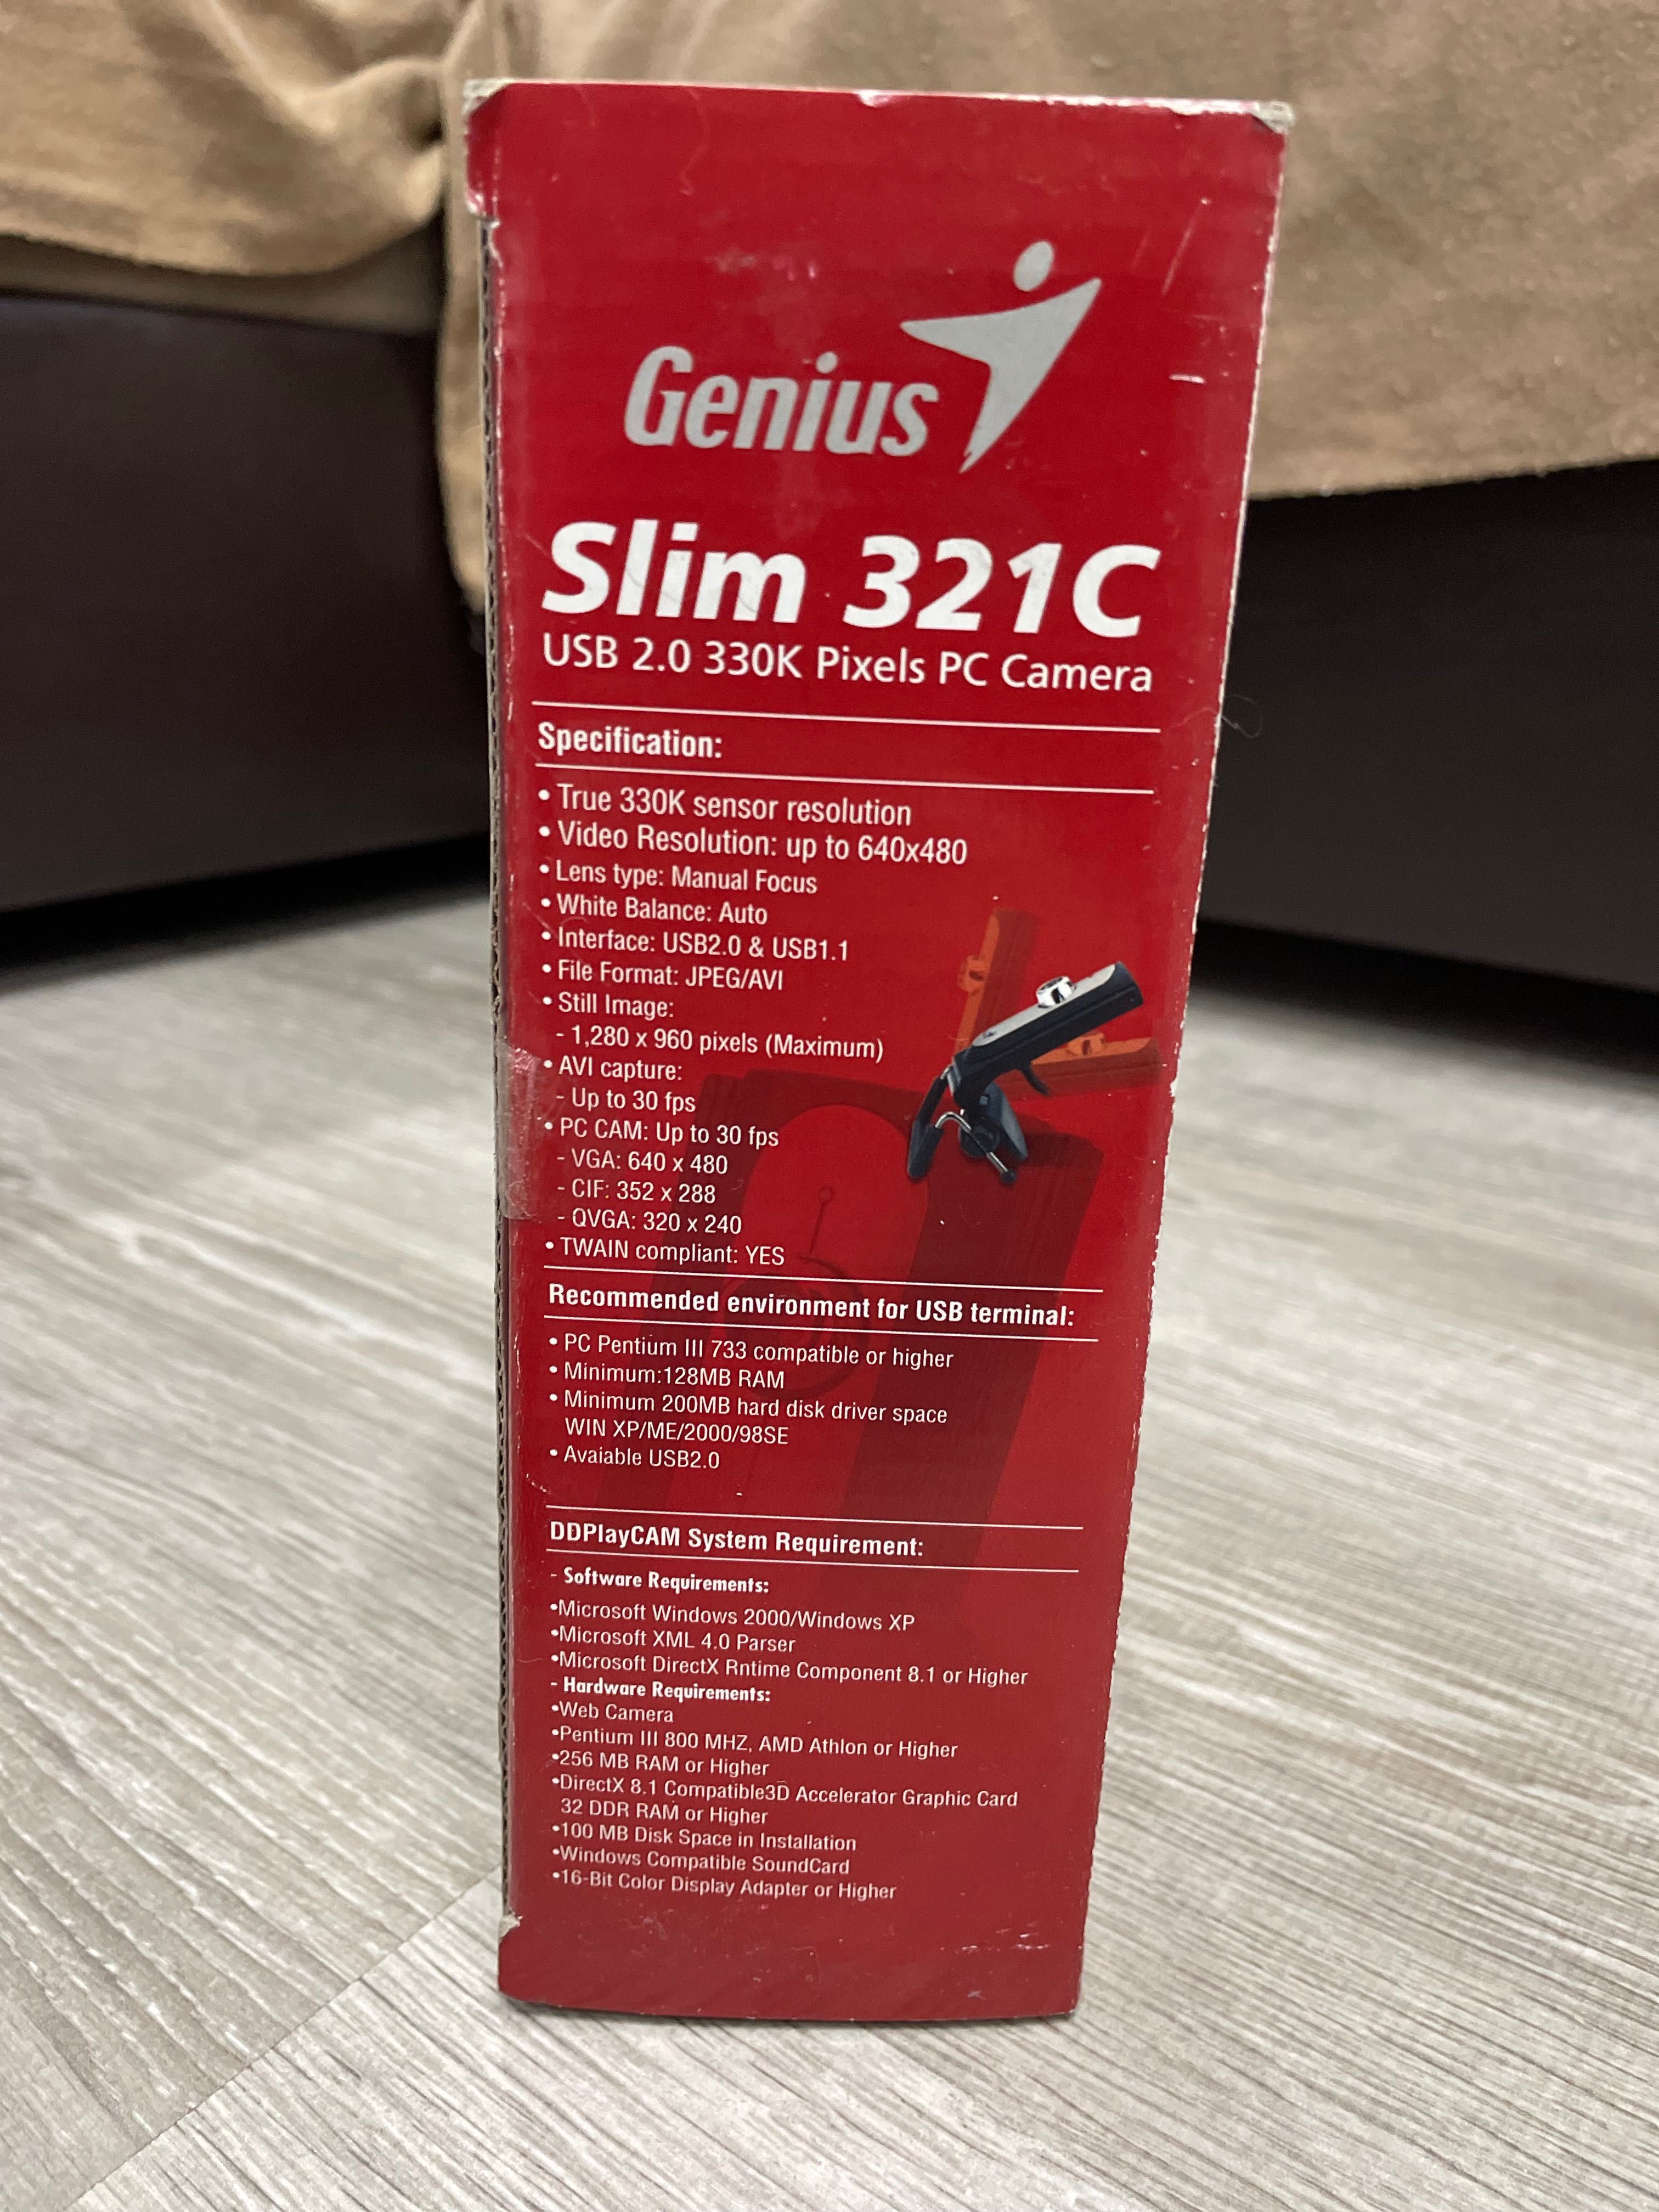 Genius
Slim 321C
USB 2.0 330K Pixels PC Camera
Specification:
• True 330K sensor resolution
• Video Resolution: up to 640x480
• Lens type: Manual Focus
• White Balance: Auto
• Interface: USB2.0 & USB1.1
• File Format: JPEG/AVI
• Still Image:
- 1,280 x 960 pixels (Maximum)
• AVI capture:
- Up to 30 fps
• PC CAM: Up to 30 fps
- VGA: 640 x 480
- CIF: 352 x 288
- QVGA: 320 x 240
• TWAIN compliant: YES
Recommended environment for USB terminal:
• PC Pentium III 733 compatible or higher
• Minimum:128MB RAM
• Minimum 200MB hard disk driver space
WIN XP/ME/2000/98SE
• Avaiable USB2.0
DDPlayCAM System Requirement:
- Software Requirements:
•Microsoft Windows 2000/Windows XP
•Microsoft XML 4.0 Parser
•Microsoft DirectX Rntime Component 8.1 or Higher
- Hardware Requirements:
•Web Camera
•Pentium III 800 MHZ, AMD Athlon or Higher
•256 MB RAM or Higher
•DirectX 8.1 Compatible3D Accelerator Graphic Card
32 DDR RAM or Higher
•100 MB Disk Space in Installation
•Windows Compatible SoundCard
•16-Bit Color Display Adapter or Higher